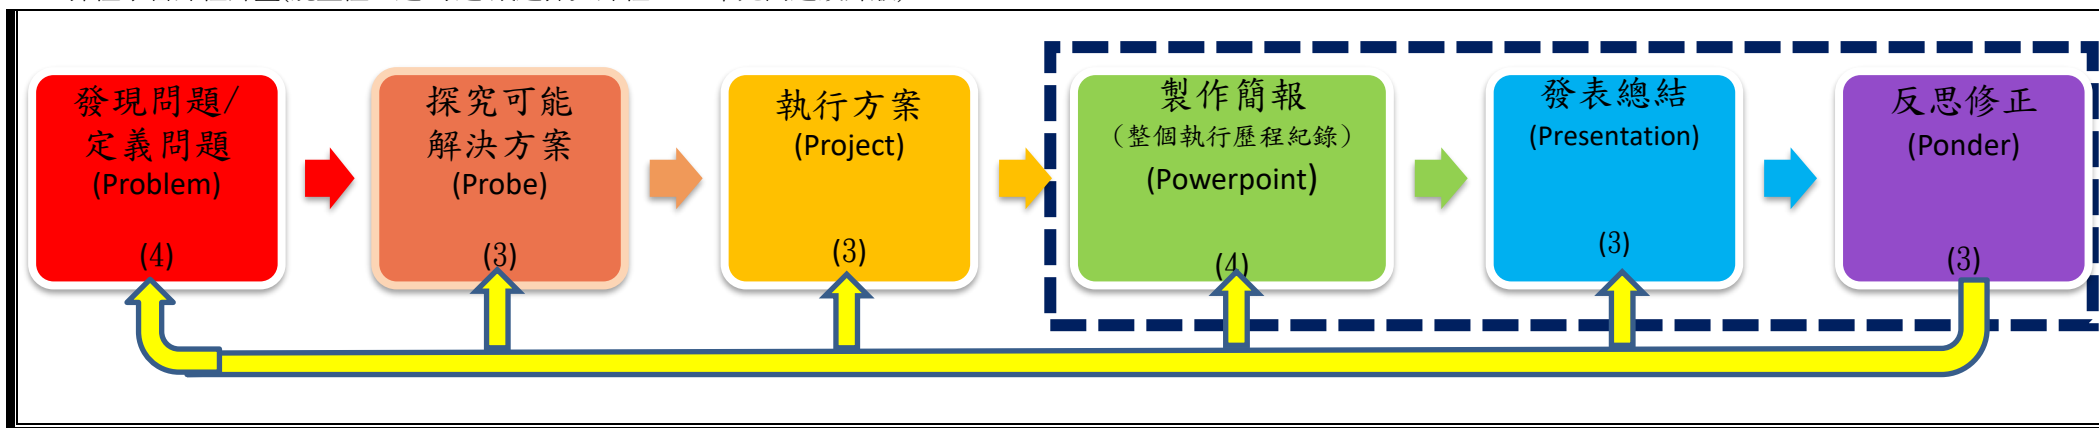 發現問題/
定義問題
(Problem)
(4)
探究可能
解決方案
(Probe)
(3)
執行方案
(Project)
(3)
製作簡報
（整個執行歷程紀錄）
(Powerpoint)
(4)
發表總結
(Presentation)
(3)
反思修正
(Ponder)
(3)